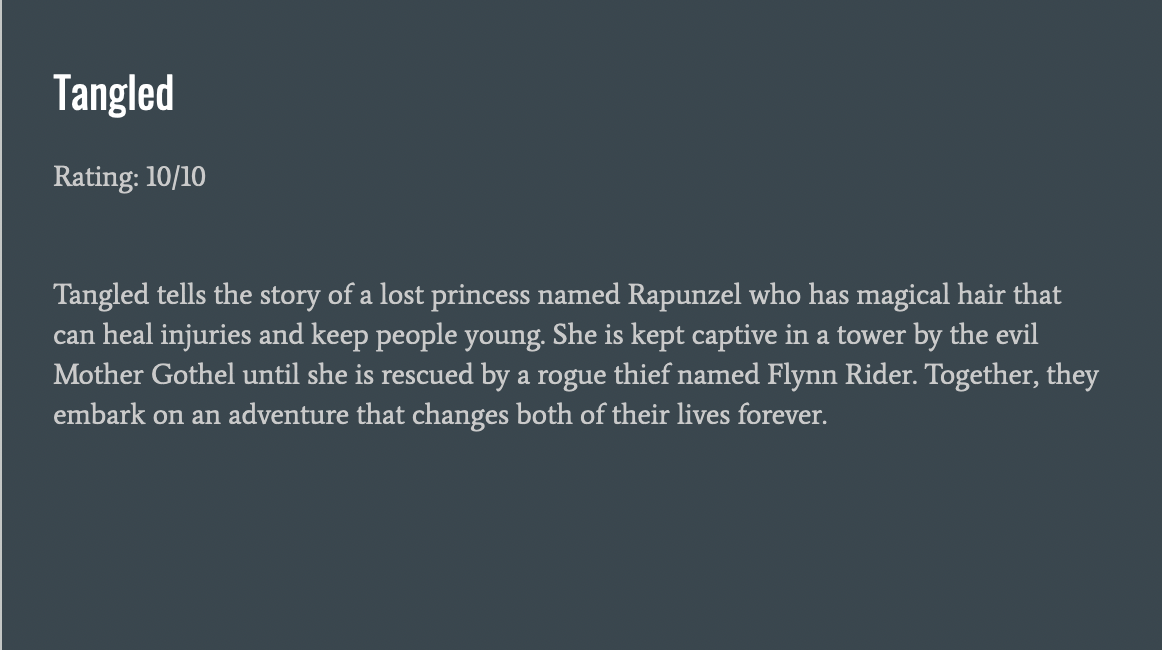 Tangled
Rating: 10/10
Tangled tells the story of a lost princess named Rapunzel who has magical hair that
can heal injuries and keep people young. She is kept captive in a tower by the evil
Mother Gothel until she is rescued by a rogue thief named Flynn Rider. Together, they
embark on an adventure that changes both of their lives forever.